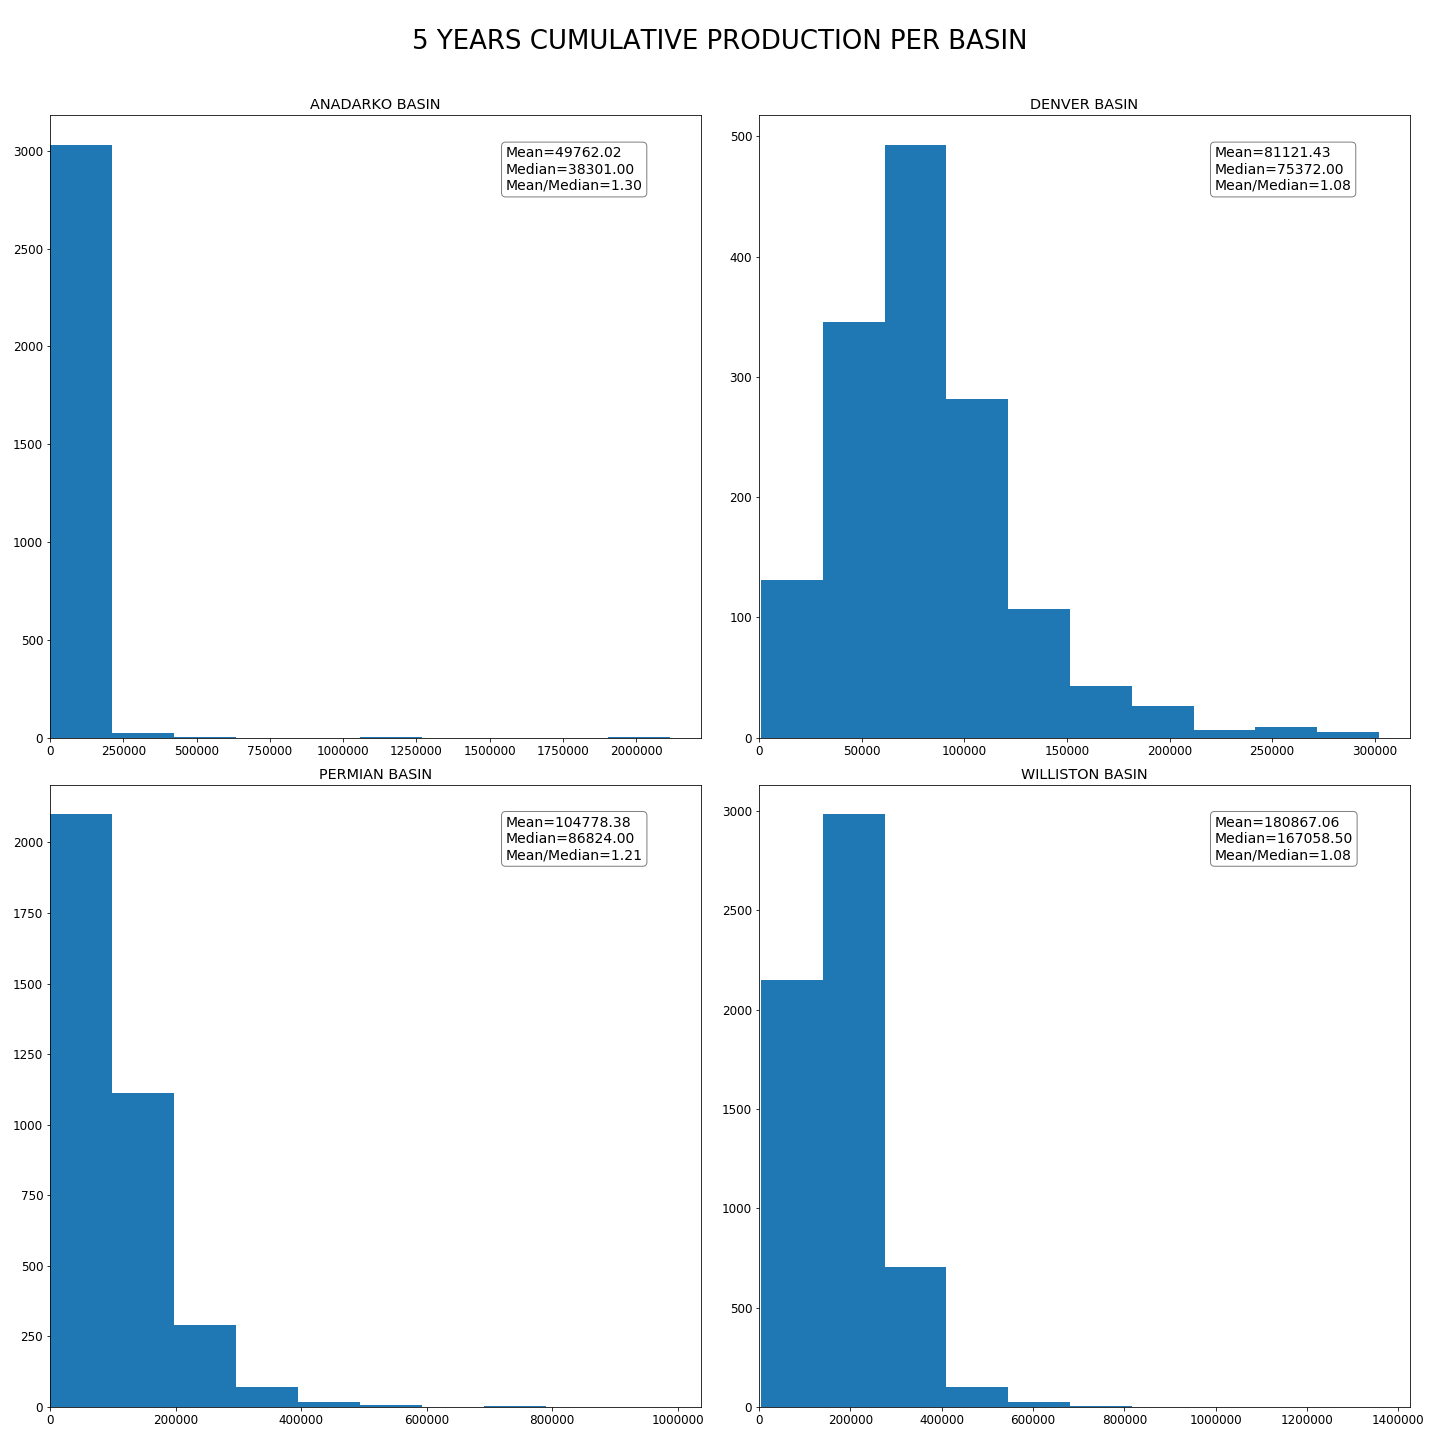 5 YEARS CUMULATIVE PRODUCTION PER BASIN
ANADARKO BASIN
3000
2500
2000
1500
1000
500
0
Mean=49762.02
Median=38301.00
Mean/Median=1.30
0 250000 500000 750000 1000000 1250000 1500000 1750000 2000000
DENVER BASIN
500
400
300
200
100
0
Mean=81121.43
Median=75372.00
Mean/Median=1.08
0 50000 100000 150000 200000 250000 300000
PERMIAN BASIN
2000
1750
1500
1250
1000
750
500
250
0
Mean=104778.38
Median=86824.00
Mean/Median=1.21
0 200000 400000 600000 800000 1000000
WILLISTON BASIN
3000
2500
2000
1500
1000
500
0
Mean=180867.06
Median=167058.50
Mean/Median=1.08
0 200000 400000 600000 800000 1000000 1200000 1400000